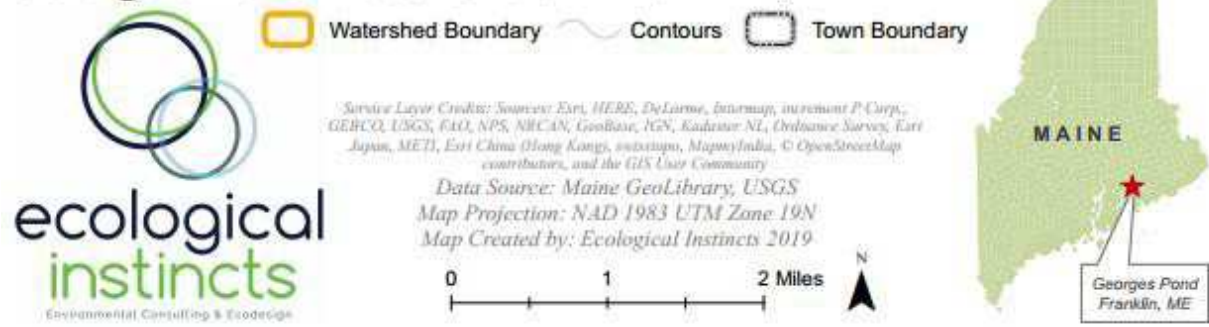 Watershed Boundary Contours Town Boundary
Service Layer Credits: Sources: Esri, HERE, DeLorme, Intermap, increment P Corp.,
GEBCO, USGS, FAO, NPS, NRCAN, GeoBase, IGN, Kadaster NL, Ordnance Survey, Esri
Japan, METI, Esri China (Hong Kong), swisstopo, MapmyIndia, © OpenStreetMap
contributors, and the GIS User Community
Data Source: Maine GeoLibrary, USGS
Map Projection: NAD 1983 UTM Zone 19N
Map Created by: Ecological Instincts 2019
ecological
instincts
Environmental Consulting & Ecodesign
0 1 2 Miles
N
MAINE
Georges Pond
Franklin, ME